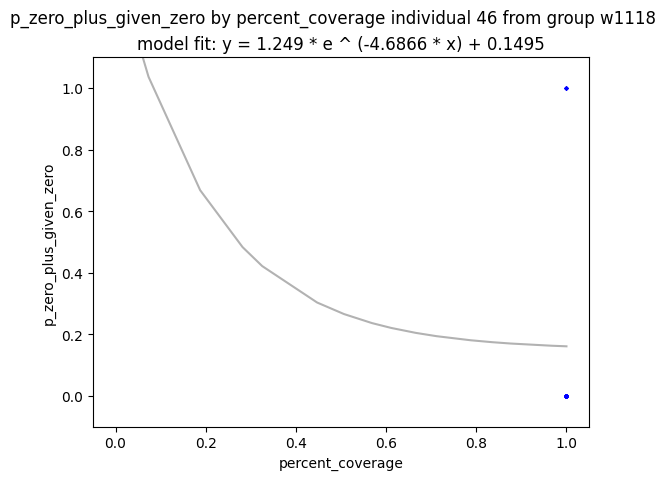 p_zero_plus_given_zero by percent_coverage individual 46 from group w1118
model fit: y = 1.249 * e ^ (-4.6866 * x) + 0.1495
1.0
0.8
0.6
0.4
0.2
0.0
p_zero_plus_given_zero
0.0 0.2 0.4 0.6 0.8 1.0
percent_coverage